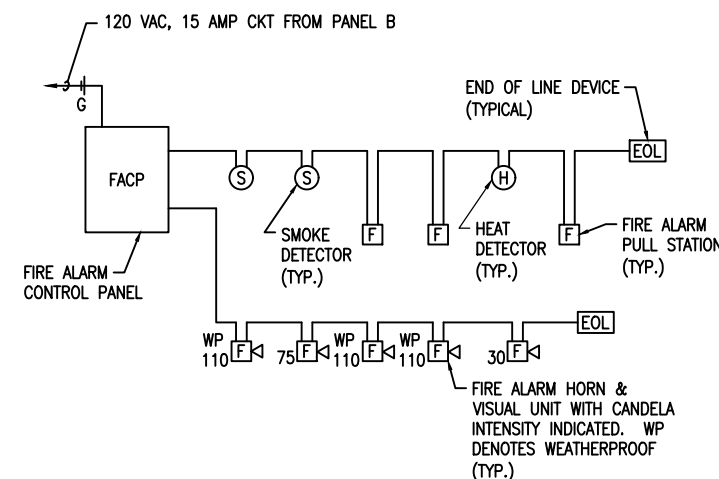 120 VAC, 15 AMP CKT FROM PANEL B
G
END OF LINE DEVICE
(TYPICAL)
FACP
S
S
H
EOL
F
F
F
SMOKE
DETECTOR
(TYP.)
HEAT
DETECTOR
(TYP.)
FIRE ALARM
PULL STATION
(TYP.)
FIRE ALARM
CONTROL PANEL
EOL
WP
110
F
75
F
WP
110
F
WP
110
F
30
F
FIRE ALARM HORN &
VISUAL UNIT WITH CANDELA
INTENSITY INDICATED.  WP
DENOTES WEATHERPROOF
(TYP.)